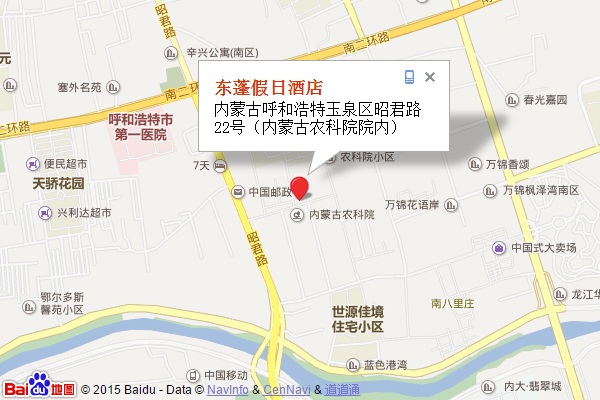 元
昭君路
辛兴公寓(南区)
南二环路
塞外名苑
南二
环路
呼和浩特市
第一医院
东蓬假日酒店
内蒙古呼和浩特玉泉区昭君路
22号（内蒙古农科院院内）
春光嘉园
便民超市
天骄花园
兴利达超市
7天
农科院小区
万锦香颂
中国邮政
万锦枫泽湾南区
内蒙古农科院
万锦花语岸
昭君路
中国式大卖场
鄂尔多斯
馨苑小区
世源佳境
住宅小区
南八里庄
龙江华
蓝色港湾
中国移动
内大·翡翠城
Bai du 地图
© 2015 Baidu - Data © NavInfo & CenNavi & 道道通